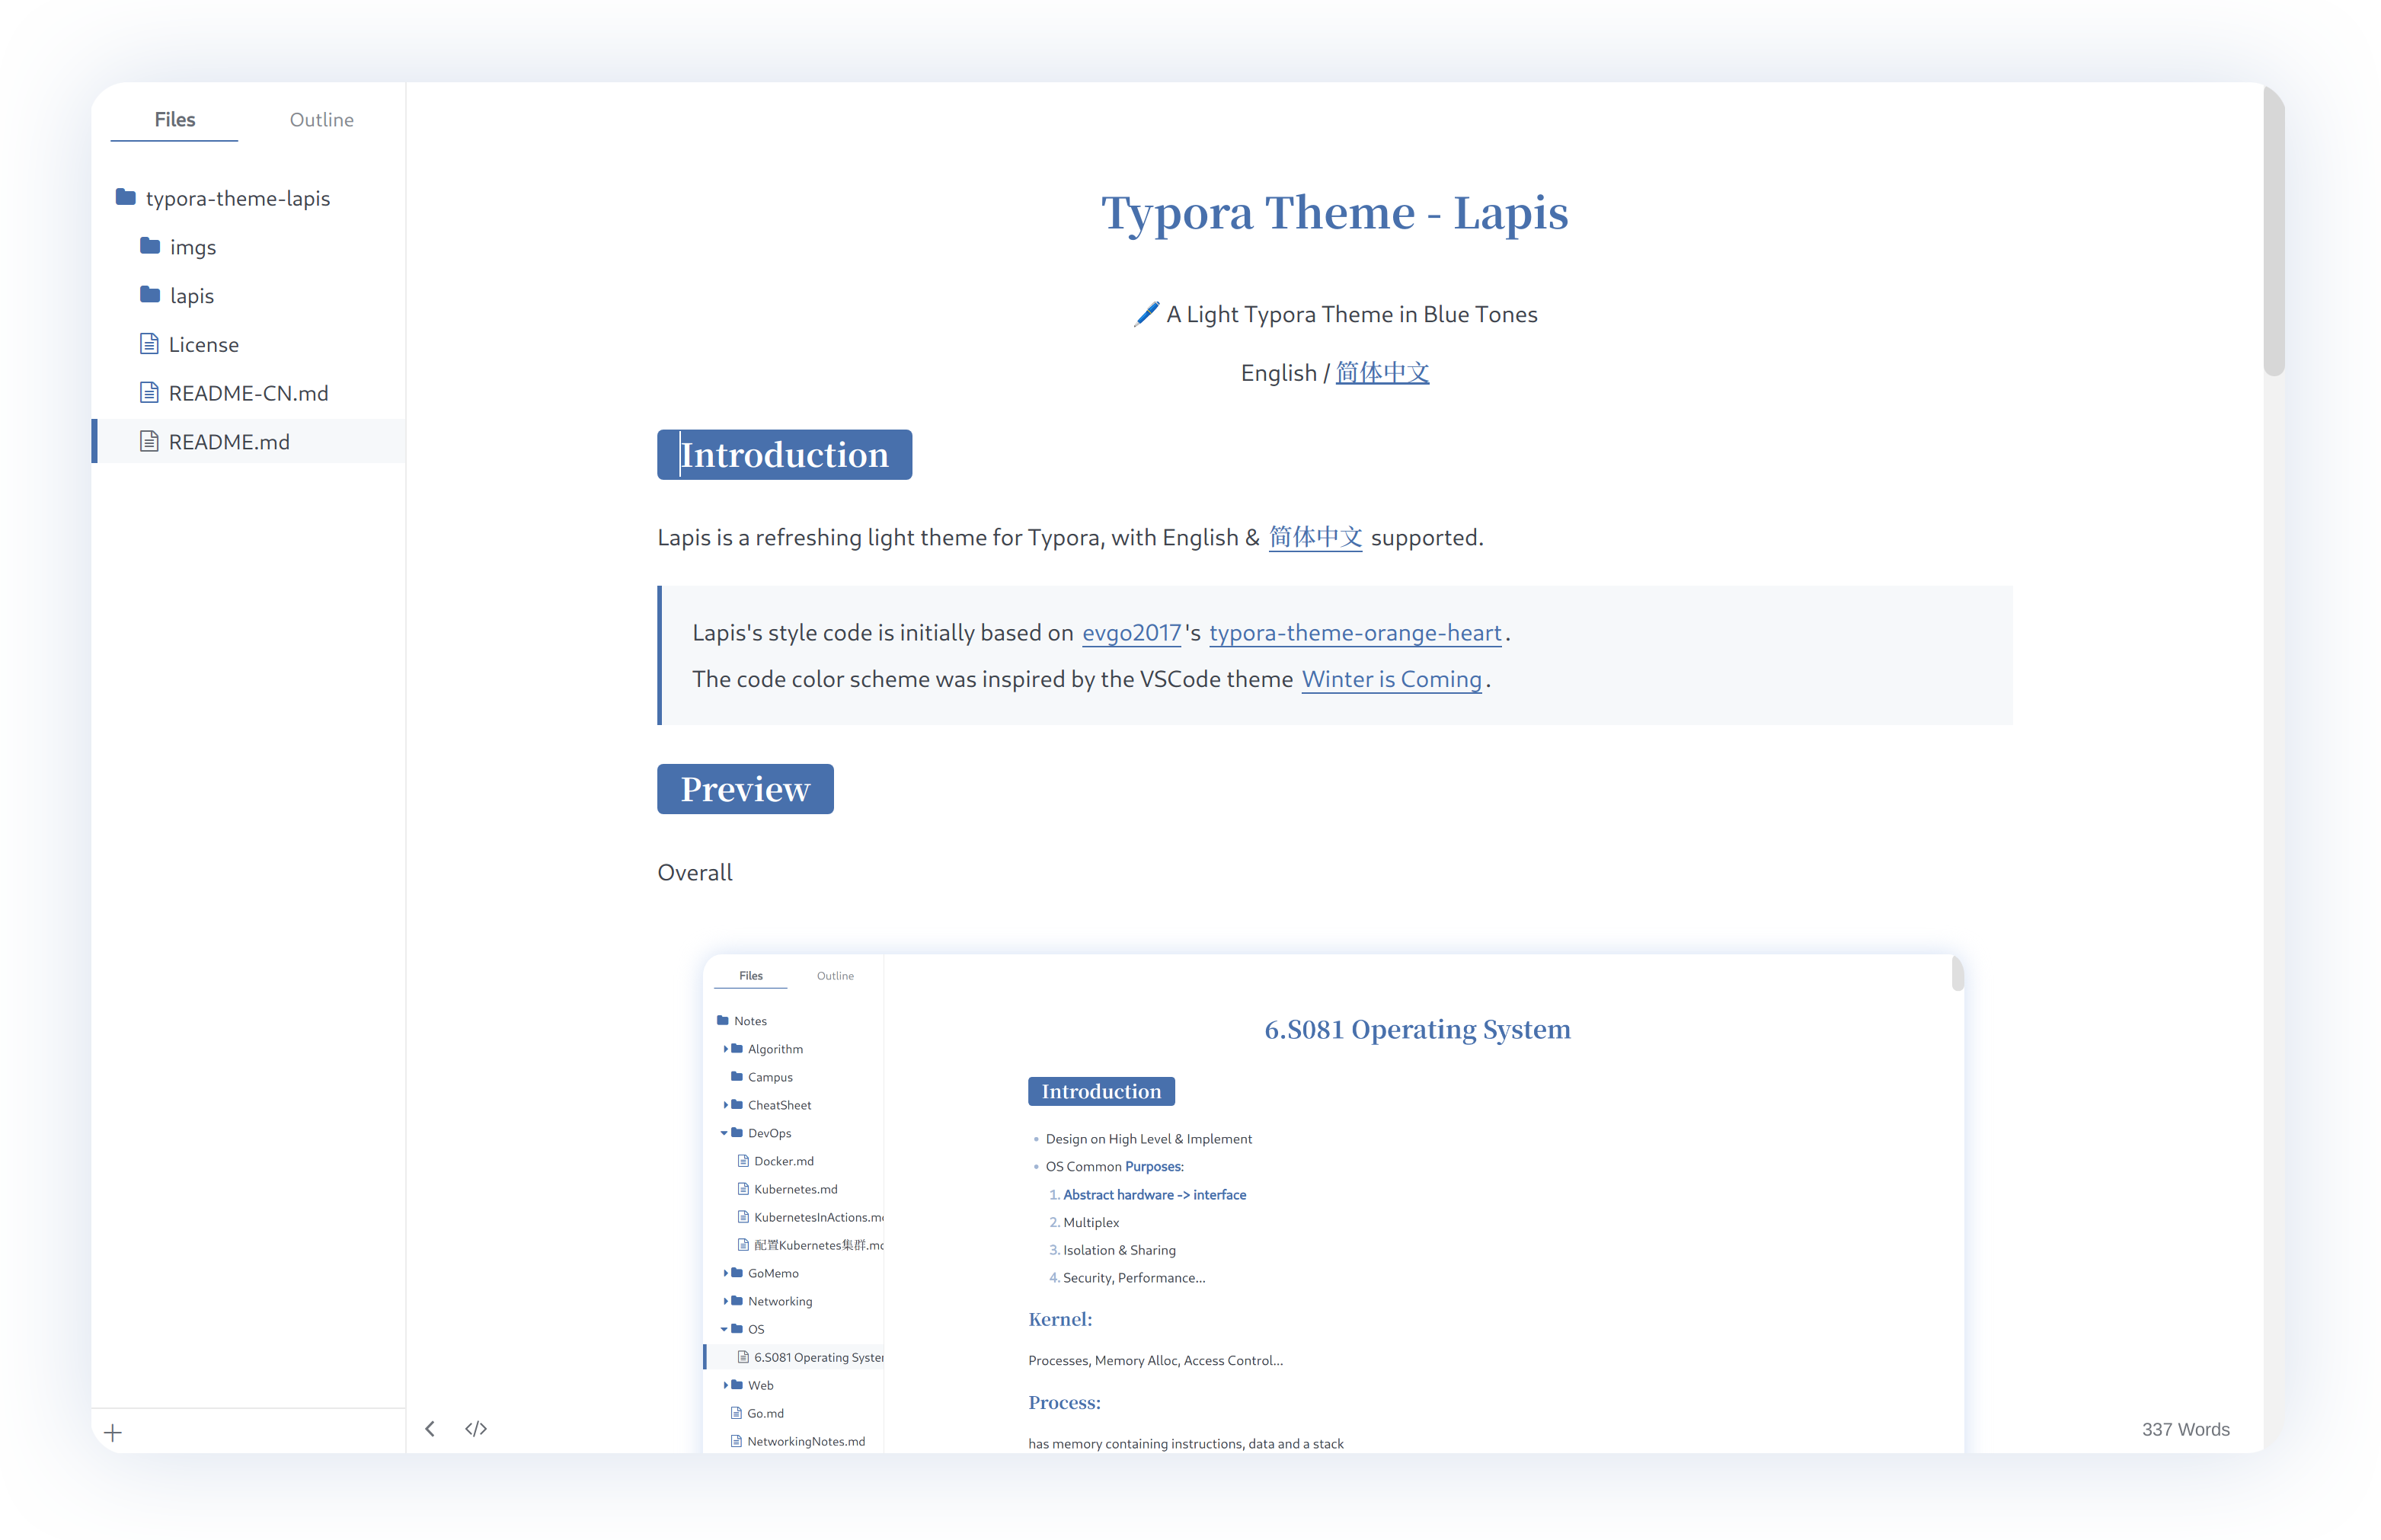 Files Outline
typora-theme-lapis
imgs
lapis
License
README-CN.md
README.md
Typora Theme - Lapis
A Light Typora Theme in Blue Tones
English / 简体中文
Introduction
Lapis is a refreshing light theme for Typora, with English & 简体中文 supported.
Lapis's style code is initially based on evgo2017's typora-theme-orange-heart.
The code color scheme was inspired by the VSCode theme Winter is Coming.
Preview
Overall
Files Outline
Notes
Algorithm
Campus
CheatSheet
DevOps
Docker.md
Kubernetes.md
KubernetesInActions.m
配置Kubernetes集群.m
GoMemo
Networking
OS
6.S081 Operating Syster
Web
Go.md
NetworkingNotes.md
6.S081 Operating System
Introduction
• Design on High Level & Implement
• OS Common Purposes:
1. Abstract hardware -> interface
2. Multiplex
3. Isolation & Sharing
4. Security, Performance...
Kernel:
Processes, Memory Alloc, Access Control...
Process:
has memory containing instructions, data and a stack
337 Words